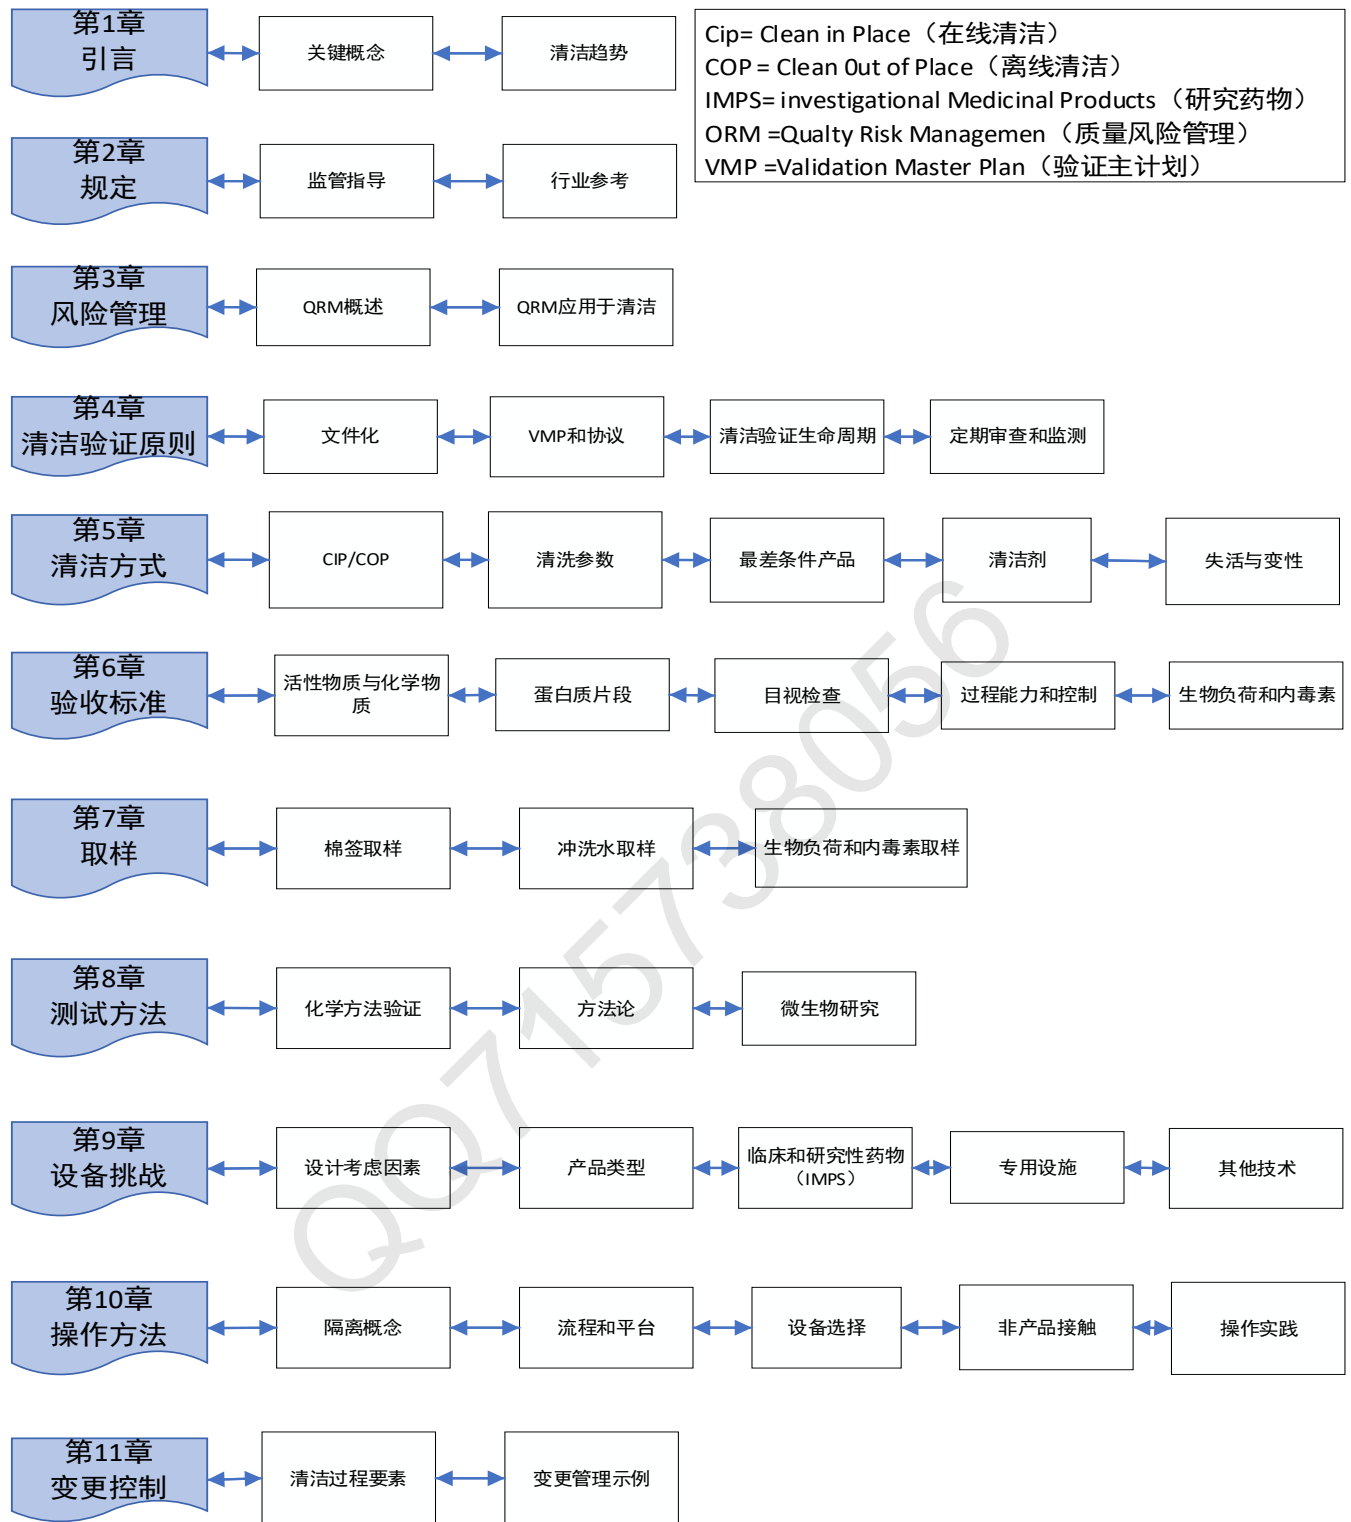 第1章
引言
关键概念
清洁趋势
Cip= Clean in Place（在线清洁）
COP = Clean 0ut of Place（离线清洁）
IMPS= investigational Medicinal Products（研究药物）
ORM =Qualty Risk Managemen（质量风险管理）
VMP =Validation Master Plan（验证主计划）
第2章
规定
监管指导
行业参考
第3章
风险管理
QRM概述
QRM应用于清洁
第4章
清洁验证原则
文件化
VMP和协议
清洁验证生命周期
定期审查和监测
第5章
清洁方式
CIP/COP
清洗参数
最差条件产品
清洁剂
失活与变性
第6章
验收标准
活性物质与化学物
质
蛋白质片段
目视检查
过程能力和控制
生物负荷和内毒素
第7章
取样
棉签取样
冲洗水取样
生物负荷和内毒素取样
第8章
测试方法
化学方法验证
方法论
微生物研究
第9章
设备挑战
设计考虑因素
产品类型
临床和研究性药物
（IMPS）
专用设施
其他技术
第10章
操作方法
隔离概念
流程和平台
设备选择
非产品接触
操作实践
第11章
变更控制
清洁过程要素
变更管理示例
QQ715738056